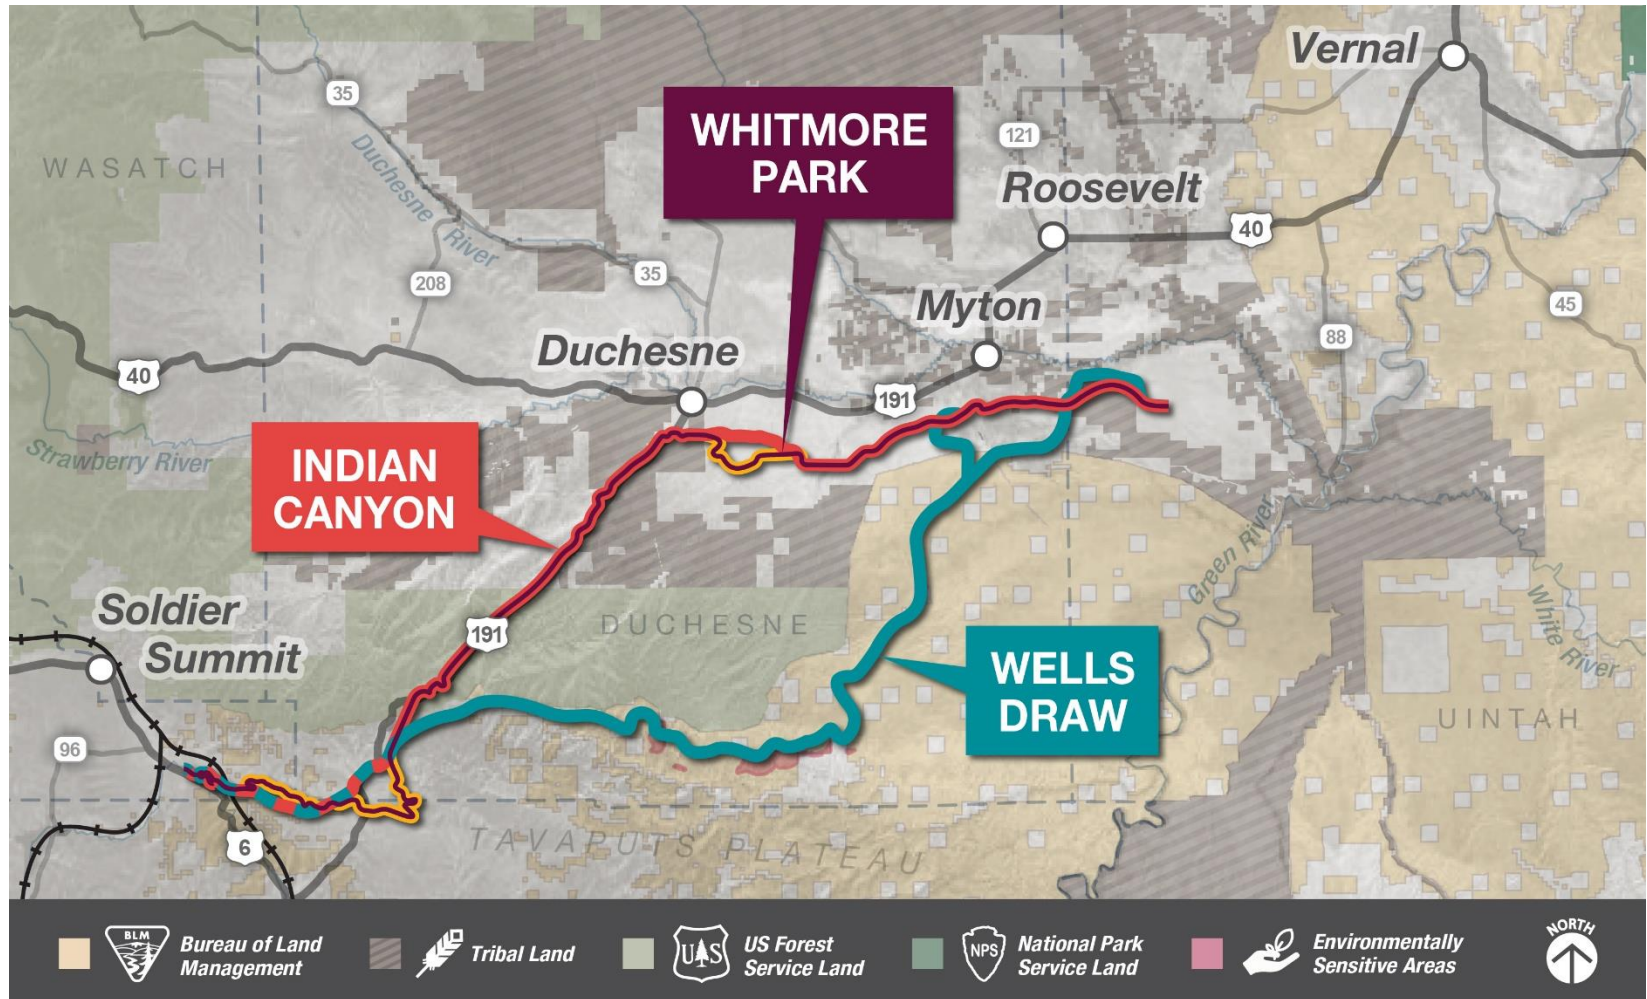 Vernal
35
WHITMORE
PARK
121
WASATCH
Duchesne
River
Roosevelt
40
208
35
Myton
45
88
Duchesne
40
191
Strawberry River
INDIAN
CANYON
Green River
White River
Soldier
Summit
191
DUCHESNE
WELLS
DRAW
UINTAH
96
6
TAVAPUTS PLATEAU
BLM
Bureau of Land
Management
Tribal Land
US
US Forest
Service Land
NPS
National Park
Service Land
Environmentally
Sensitive Areas
NORTH